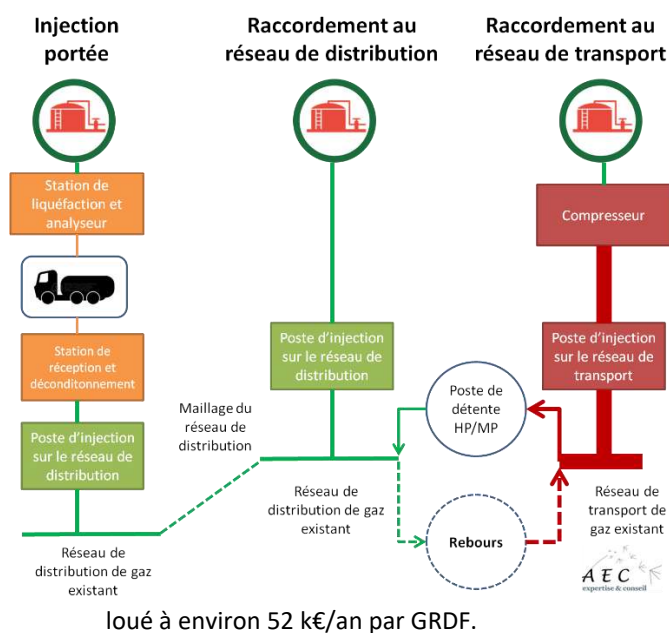 Injection
portée
Raccordement au
réseau de distribution
Raccordement au
réseau de transport
Station de
liquéfaction et
analyseur
Station de
réception et
déconditonnement
Poste d'injection
sur le réseau de
distribution
Réseau de
distribution de gaz
existant
Maillage du
réseau de
distribution
Poste d'injection
sur le réseau de
distribution
Réseau de
distribution de gaz
existant
Poste de
détente
HP/MP
Rebours
Compresseur
Poste d'injection
sur le réseau de
transport
Réseau de
transport de
gaz existant
AEC
expertise & conseil
loué à environ 52 k€/an par GRDF.